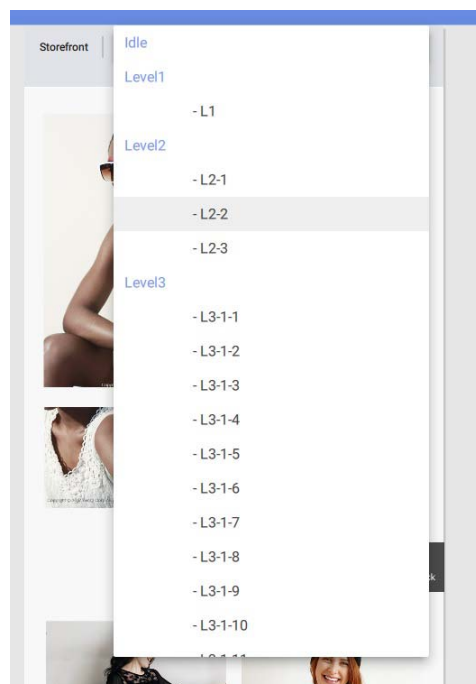 Storefront
Idle
Level1
- L1
Level2
- L2-1
- L2-2
- L2-3
Level3
- L3-1-1
- L3-1-2
- L3-1-3
- L3-1-4
- L3-1-5
- L3-1-6
- L3-1-7
- L3-1-8
- L3-1-9
- L3-1-10